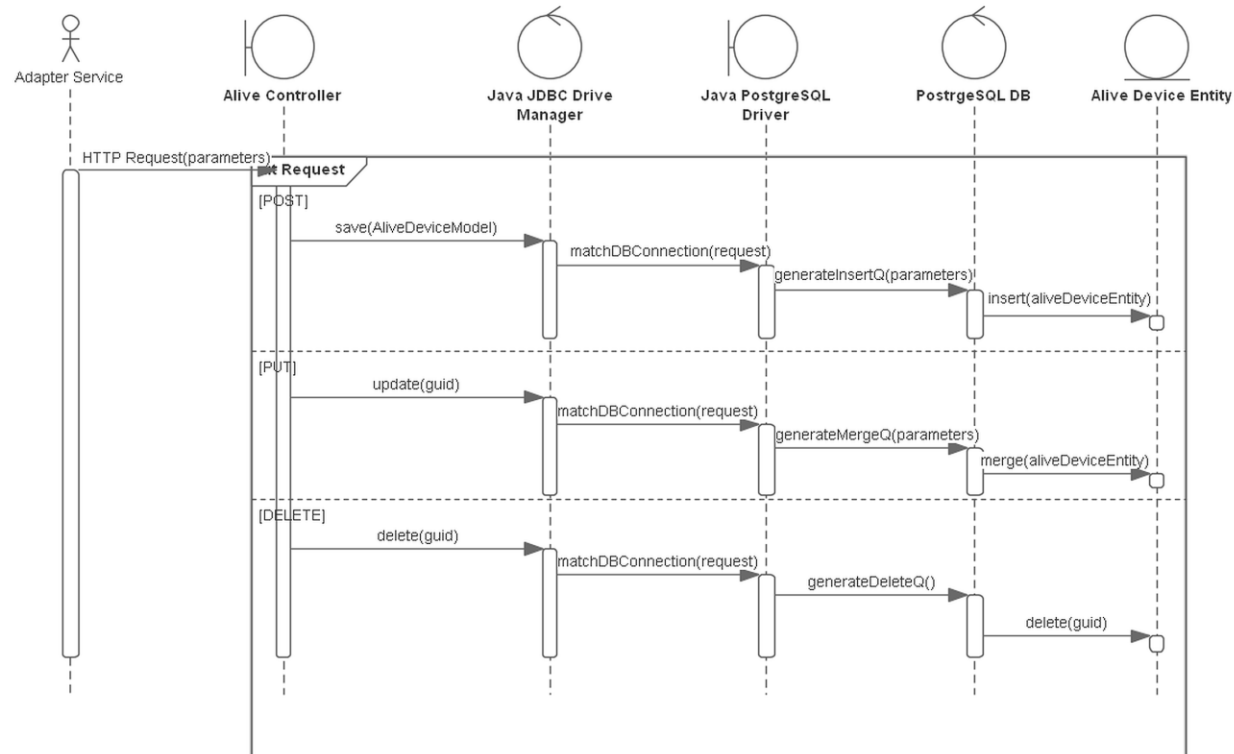 Adapter Service
Alive Controller
Java JDBC Drive
Manager
Java PostgreSQL
Driver
PostrgeSQL DB
Alive Device Entity
HTTP Request(parameters)
t Request
[POST]
save(AliveDeviceModel)
matchDBConnection(request)
generateInsertQ(parameters)
insert(aliveDeviceEntity)
[PUT]
update(guid)
matchDBConnection(request)
generateMergeQ(parameters)
merge(aliveDeviceEntity)
[DELETE]
delete(guid)
matchDBConnection(request)
generateDeleteQ()
delete(guid)